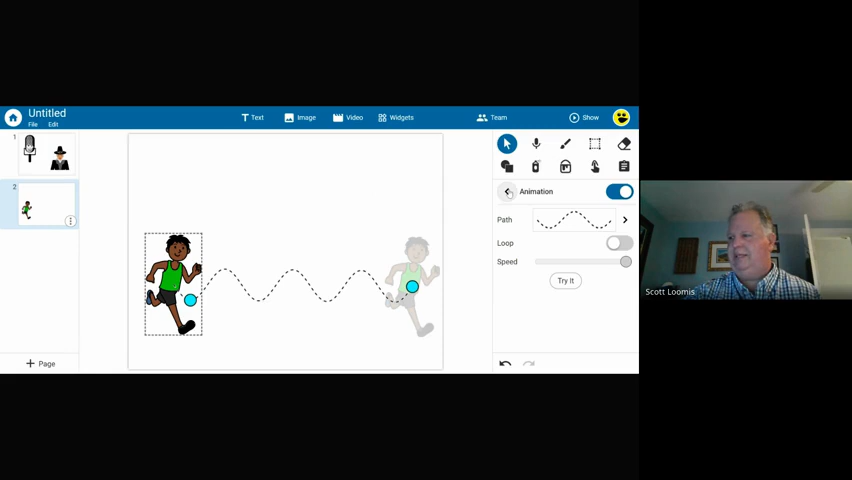 Untitled
File Edit
Text
Image
Video
Widgets
Team
Show
1
2
Animation
Path
Loop
Speed
Try It
+ Page
Scott Loomis